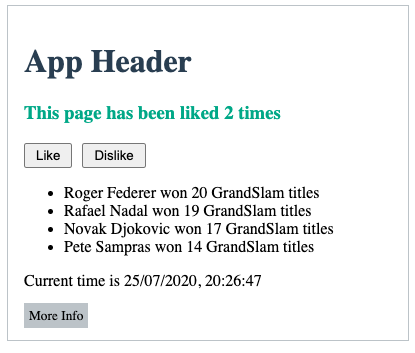 App Header
This page has been liked 2 times
Like Dislike
• Roger Federer won 20 GrandSlam titles
• Rafael Nadal won 19 GrandSlam titles
• Novak Djokovic won 17 GrandSlam titles
• Pete Sampras won 14 GrandSlam titles
Current time is 25/07/2020, 20:26:47
More Info